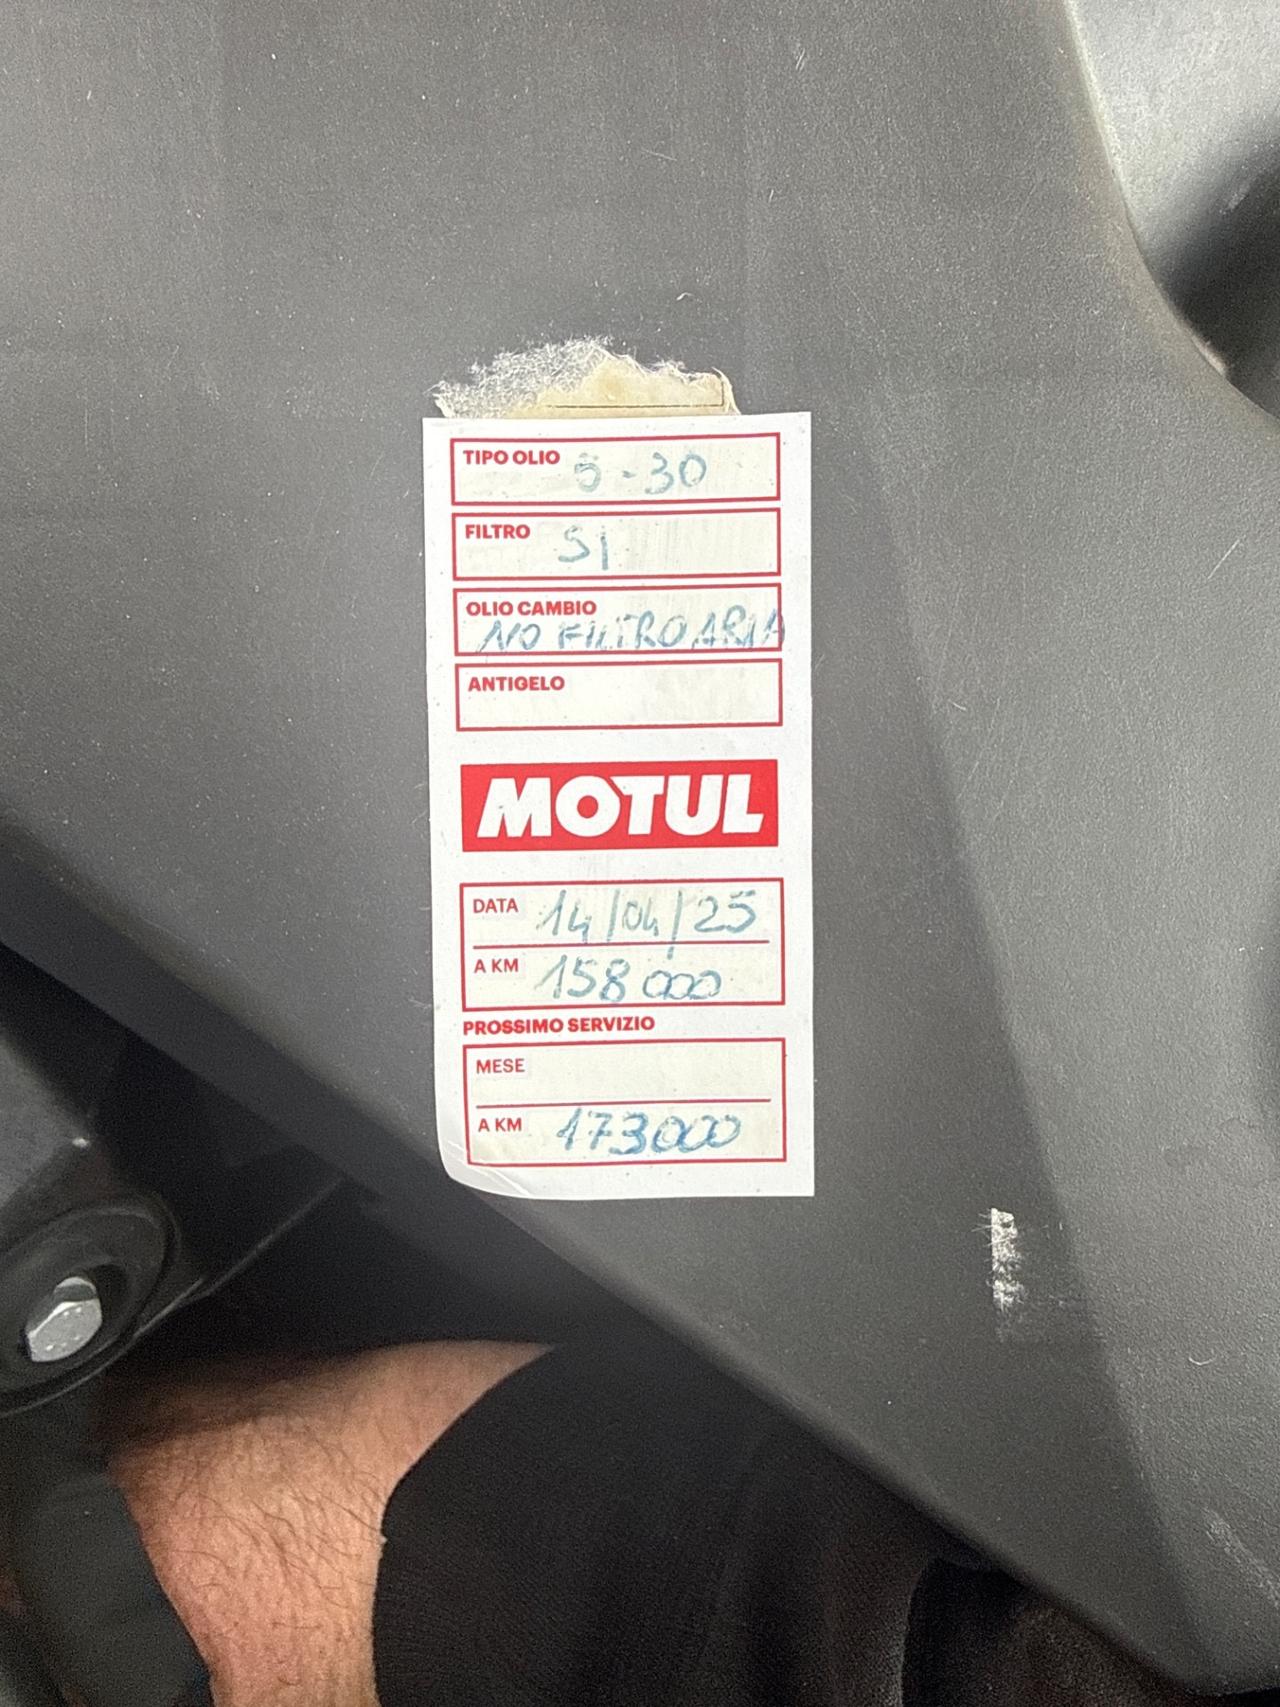 TIPO OLIO 5-30
FILTRO SI
OLIO CAMBIO
NO FILTRO ARIA
ANTIGELO
MOTUL
DATA 14/04/25
A KM 158000
PROSSIMO SERVIZIO
MESE
A KM 173000